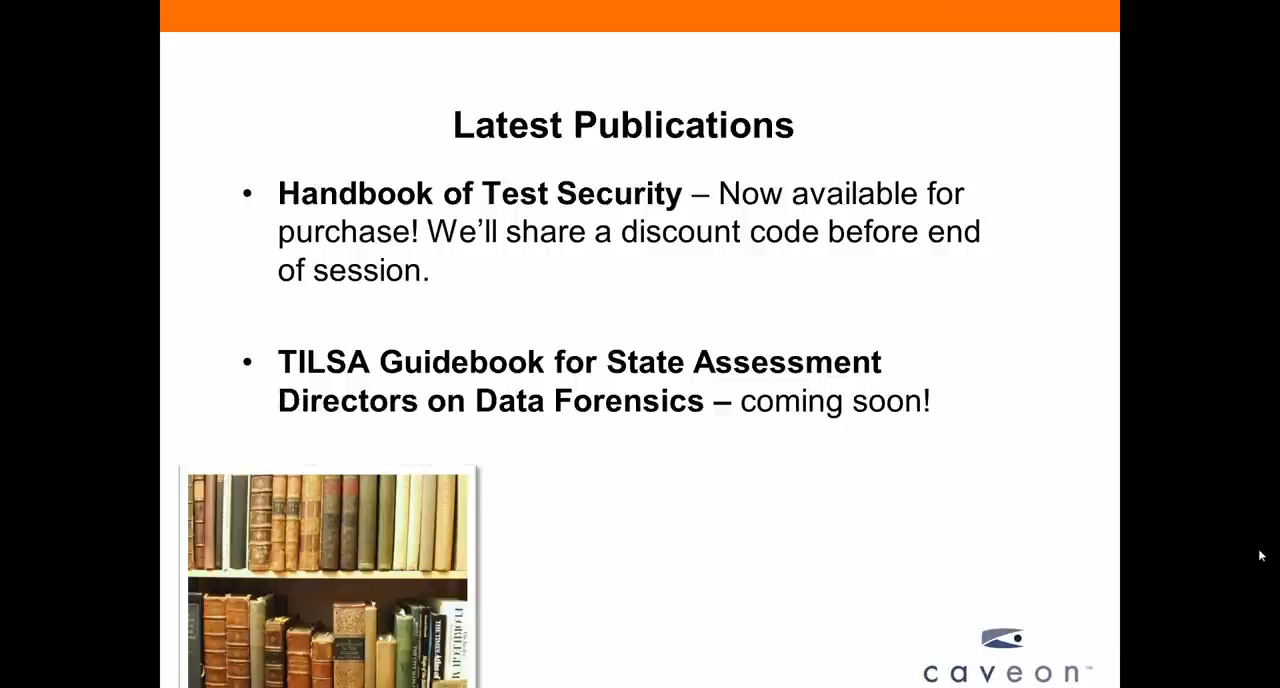 Latest Publications
• Handbook of Test Security – Now available for
purchase! We’ll share a discount code before end
of session.
• TILSA Guidebook for State Assessment
Directors on Data Forensics – coming soon!
caveon™